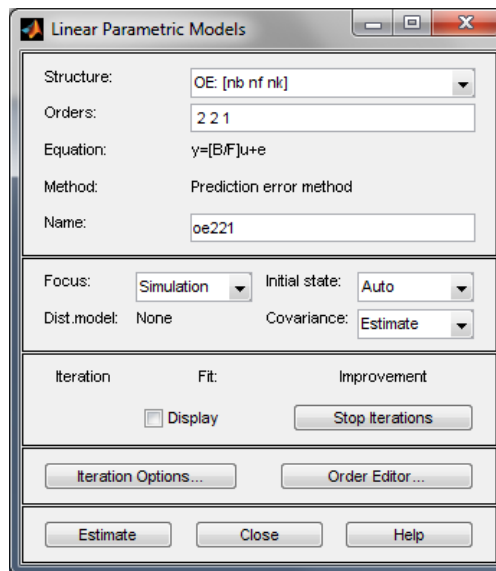 Linear Parametric Models
Structure: OE: [nb nf nk]
Orders: 2 2 1
Equation: y=[B/F]u+e
Method: Prediction error method
Name: oe221
Focus: Simulation Initial state: Auto
Dist.model: None Covariance: Estimate
Iteration Fit: Improvement
Display Stop Iterations
Iteration Options... Order Editor...
Estimate Close Help